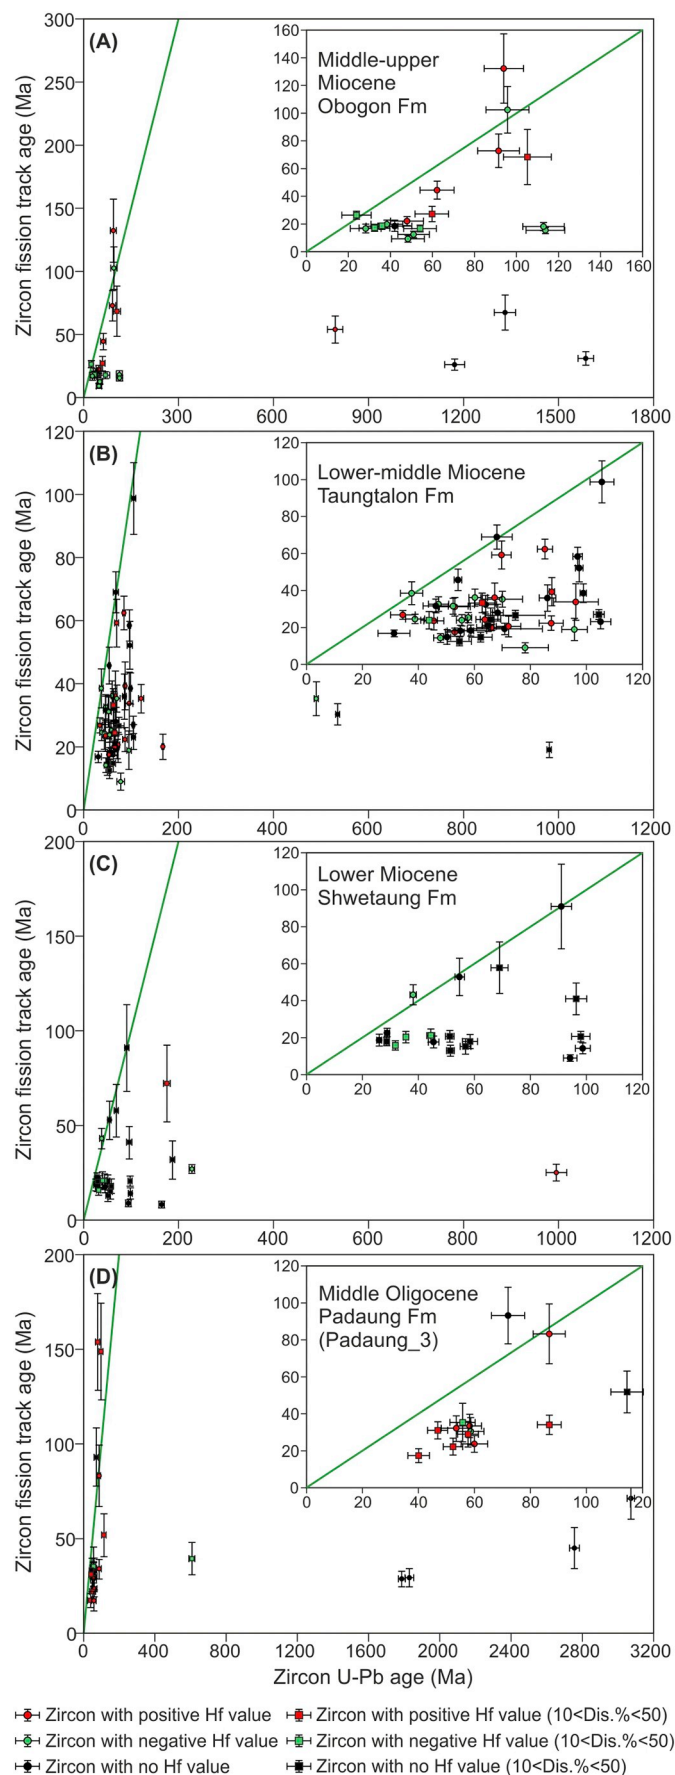 (A)
Middle-upper
Miocene
Obogon Fm
Zircon fission track age (Ma)
300
250
200
150
100
50
0
160
140
120
100
80
60
40
20
0
0 20 40 60 80 100 120 140 160
0 300 600 900 1200 1500 1800
(B)
Lower-middle Miocene
Taungtalon Fm
Zircon fission track age (Ma)
120
100
80
60
40
20
0
120
100
80
60
40
20
0
0 20 40 60 80 100 120
0 200 400 600 800 1000 1200
(C)
Lower Miocene
Shwetaung Fm
Zircon fission track age (Ma)
200
150
100
50
0
120
100
80
60
40
20
0
0 20 40 60 80 100 120
0 200 400 600 800 1000 1200
(D)
Middle Oligocene
Padaung Fm
(Padaung_3)
Zircon fission track age (Ma)
200
150
100
50
0
120
100
80
60
40
20
0
0 20 40 60 80 100 120
0 400 800 1200 1600 2000 2400 2800 3200
Zircon U-Pb age (Ma)
Zircon with positive Hf value
Zircon with positive Hf value (10<Dis.%<50)
Zircon with negative Hf value
Zircon with negative Hf value (10<Dis.%<50)
Zircon with no Hf value
Zircon with no Hf value (10<Dis.%<50)